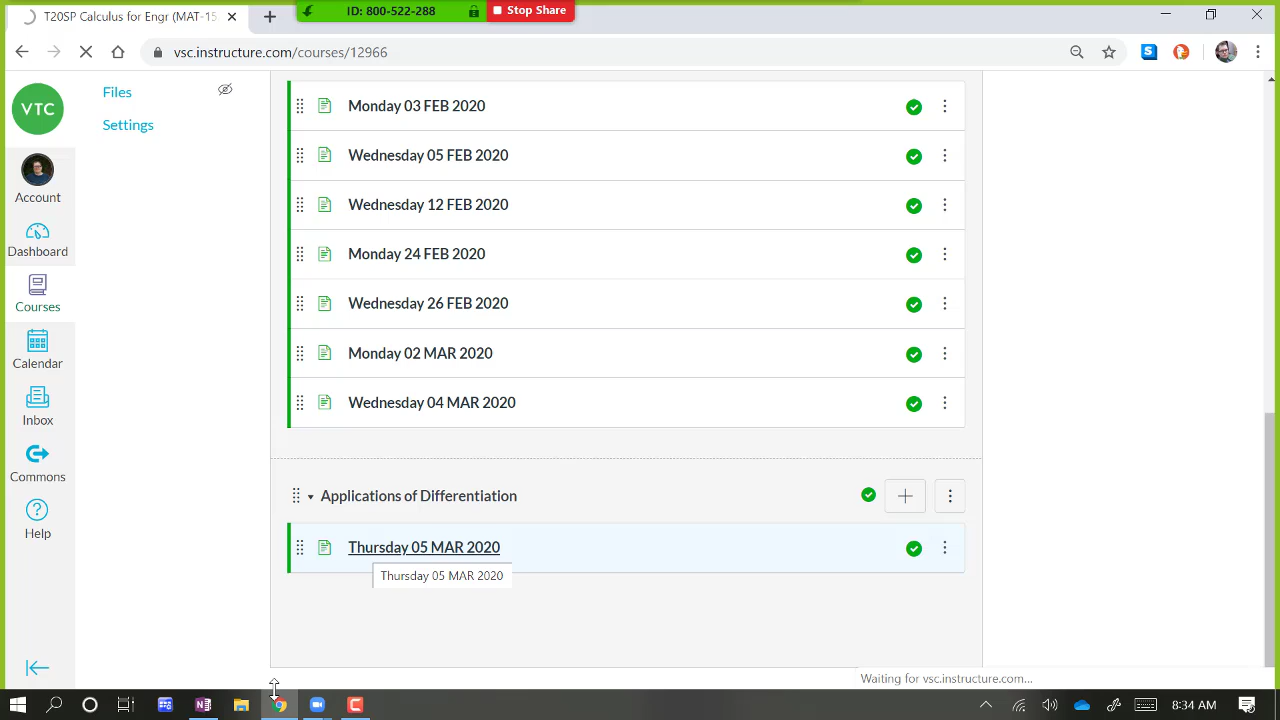 T20SP Calculus for Engr (MAT-15
ID: 800-522-288
Stop Share
vsc.instructure.com/courses/12966
VTC
Account
Dashboard
Courses
Calendar
Inbox
Commons
Help
Files
Settings
Monday 03 FEB 2020
Wednesday 05 FEB 2020
Wednesday 12 FEB 2020
Monday 24 FEB 2020
Wednesday 26 FEB 2020
Monday 02 MAR 2020
Wednesday 04 MAR 2020
Applications of Differentiation
Thursday 05 MAR 2020
Thursday 05 MAR 2020
Waiting for vsc.instructure.com...
8:34 AM